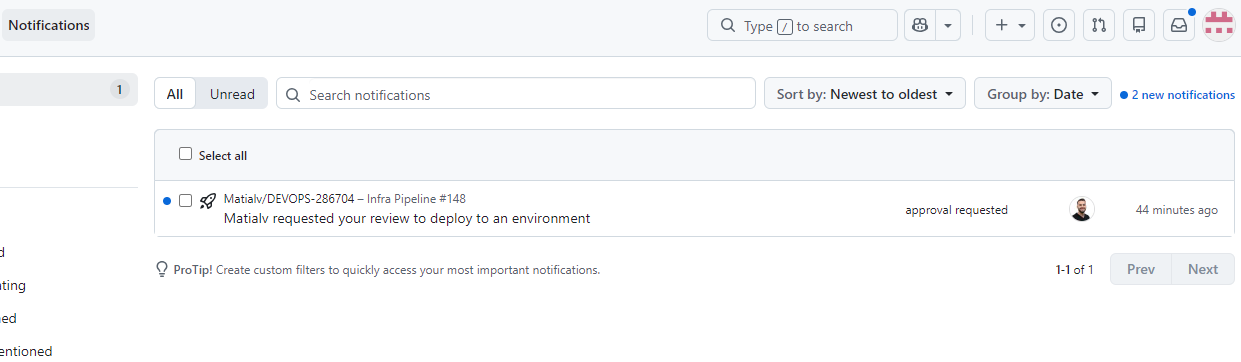 Notifications
Type / to search
1
All
Unread
Search notifications
Sort by: Newest to oldest
Group by: Date
2 new notifications
Select all
Matialv/DEVOPS-286704 – Infra Pipeline #148
Matialv requested your review to deploy to an environment
approval requested
44 minutes ago
ProTip! Create custom filters to quickly access your most important notifications.
1-1 of 1
Prev
Next